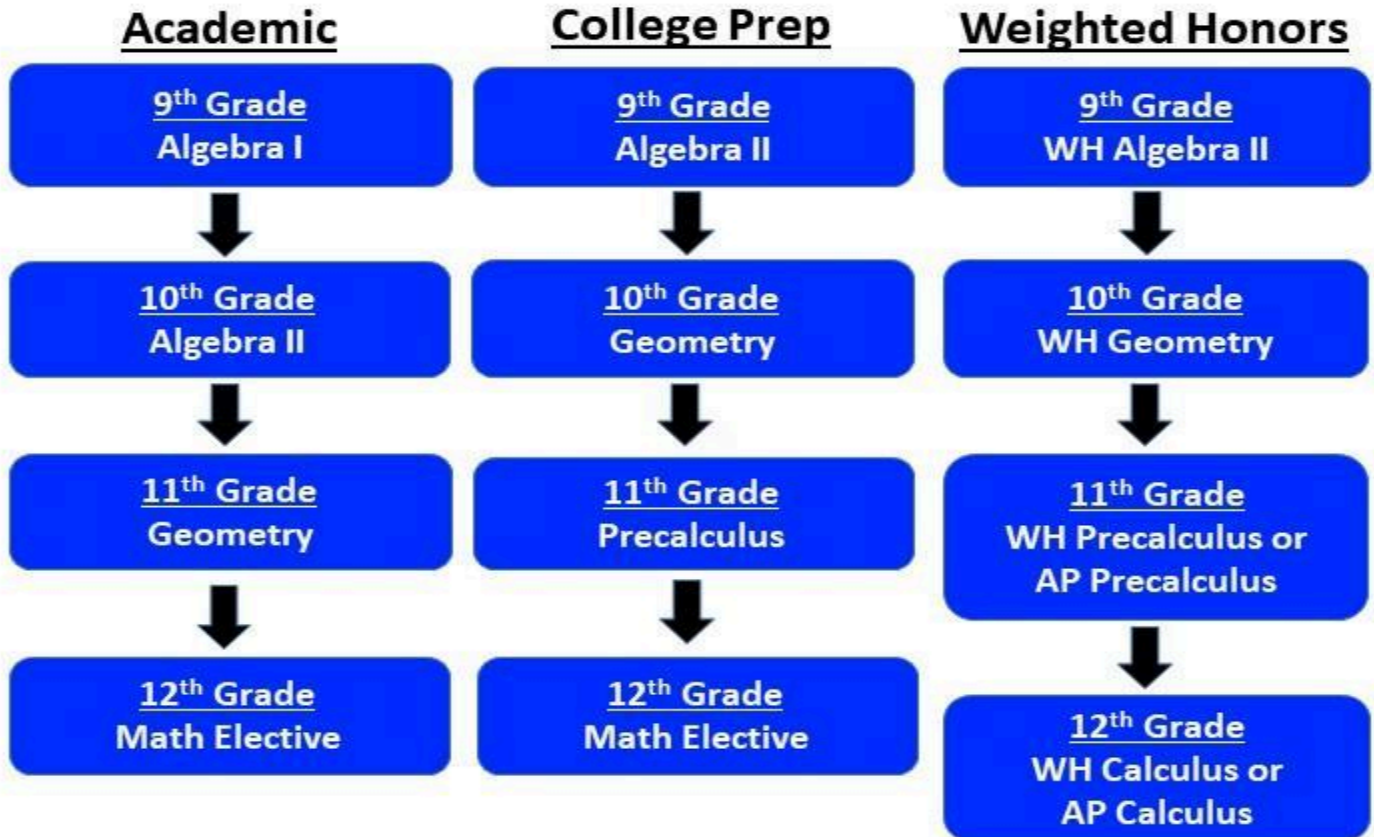 Academic
9th Grade
Algebra I
10th Grade
Algebra II
11th Grade
Geometry
12th Grade
Math Elective
College Prep
9th Grade
Algebra II
10th Grade
Geometry
11th Grade
Precalculus
12th Grade
Math Elective
Weighted Honors
9th Grade
WH Algebra II
10th Grade
WH Geometry
11th Grade
WH Precalculus or
AP Precalculus
12th Grade
WH Calculus or
AP Calculus